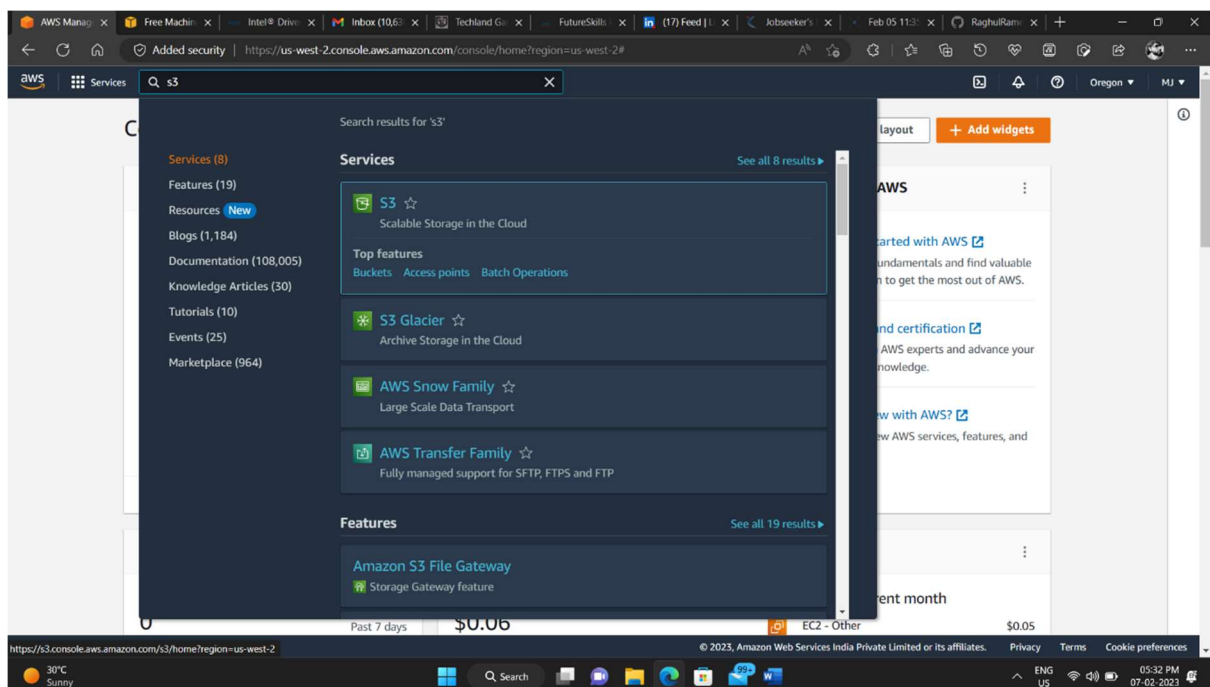 AWS Manag
Free Machin
Intel® Drive
Inbox (10,63
Techland Ga
FutureSkills
(17) Feed | L
Jobseeker's
Feb 05 11:3
RaghulRam
Added security
https://us-west-2.console.aws.amazon.com/console/home?region=us-west-2#
aws
Services
s3
Oregon
MJ
layout
+ Add widgets
Search results for 's3'
Services (8)
Features (19)
Resources New
Blogs (1,184)
Documentation (108,005)
Knowledge Articles (30)
Tutorials (10)
Events (25)
Marketplace (964)
Services
See all 8 results
S3
Scalable Storage in the Cloud
Top features
Buckets Access points Batch Operations
S3 Glacier
Archive Storage in the Cloud
AWS Snow Family
Large Scale Data Transport
AWS Transfer Family
Fully managed support for SFTP, FTPS and FTP
Features
See all 19 results
Amazon S3 File Gateway
Storage Gateway feature
AWS
arted with AWS
undamentals and find valuable
n to get the most out of AWS.
nd certification
AWS experts and advance your
nowledge.
ew with AWS?
ew AWS services, features, and
rent month
0
Past 7 days
$0.06
EC2 - Other
$0.05
https://s3.console.aws.amazon.com/s3/home?region=us-west-2
© 2023, Amazon Web Services India Private Limited or its affiliates.
Privacy
Terms
Cookie preferences
30°C
Sunny
Search
99+
ENG
US
05:32 PM
07-02-2023